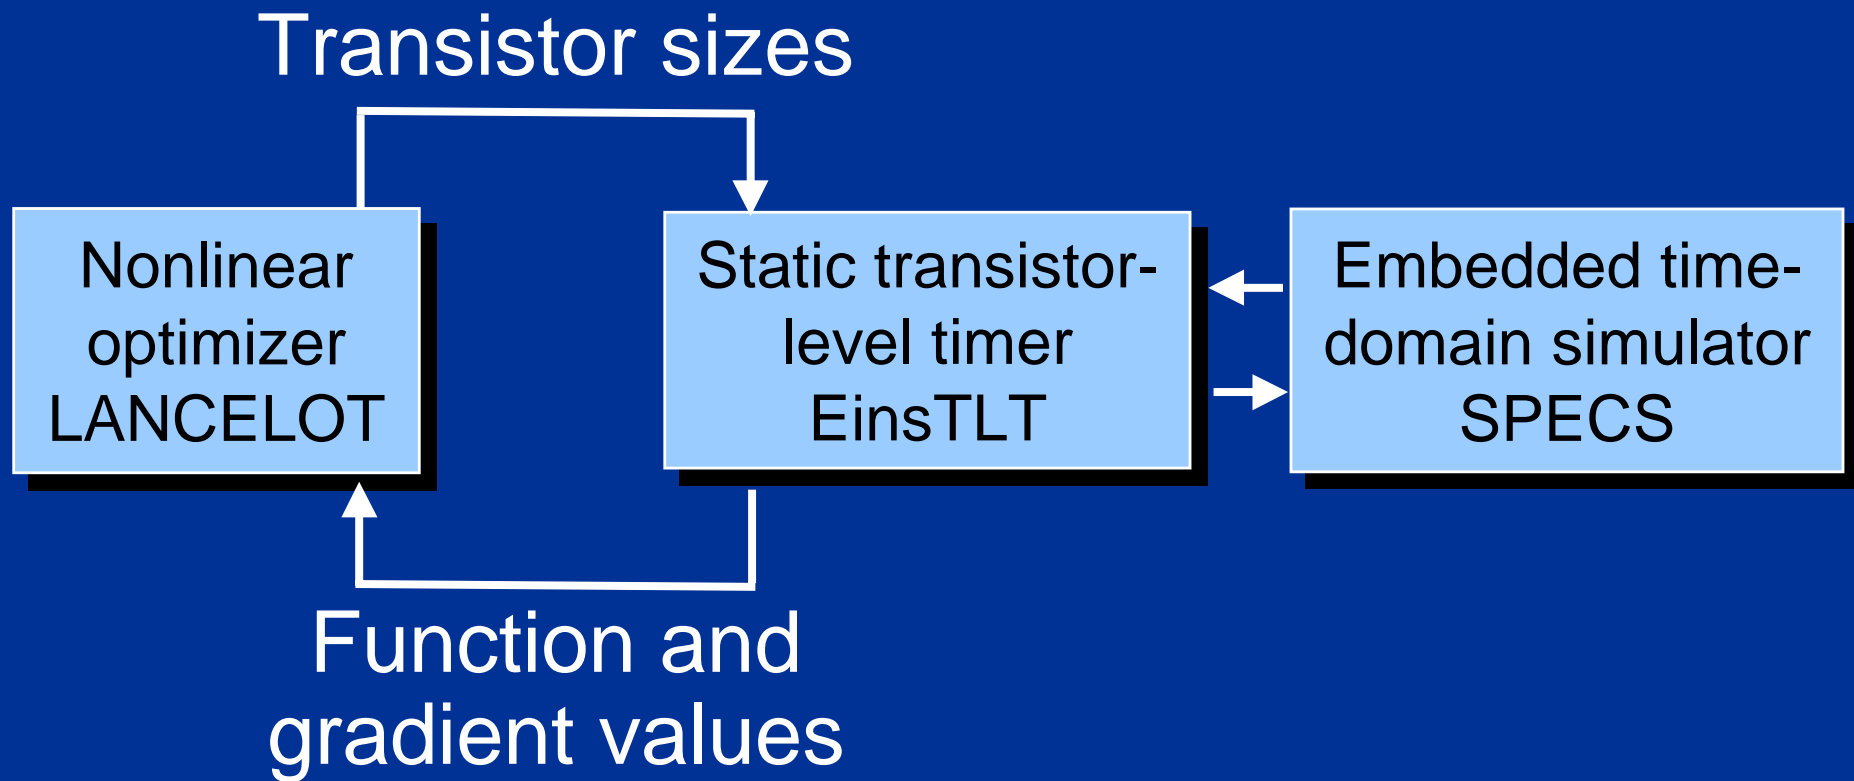 Transistor sizes
Nonlinear
optimizer
LANCELOT
Static transistor-
level timer
EinsTLT
Embedded time-
domain simulator
SPECS
Function and
gradient values